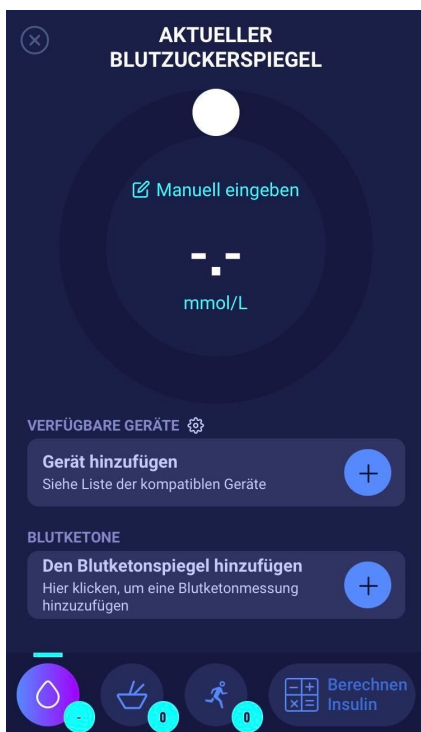 AKTUELLER
BLUTZUCKERSPIEGEL
Manuell eingeben
-.-
mmol/L
VERFÜGBARE GERÄTE
Gerät hinzufügen
Siehe Liste der kompatiblen Geräte
BLUTKETONE
Den Blutketonspiegel hinzufügen
Hier klicken, um eine Blutketonmessung
hinzuzufügen
-
0
0
Berechnen
Insulin